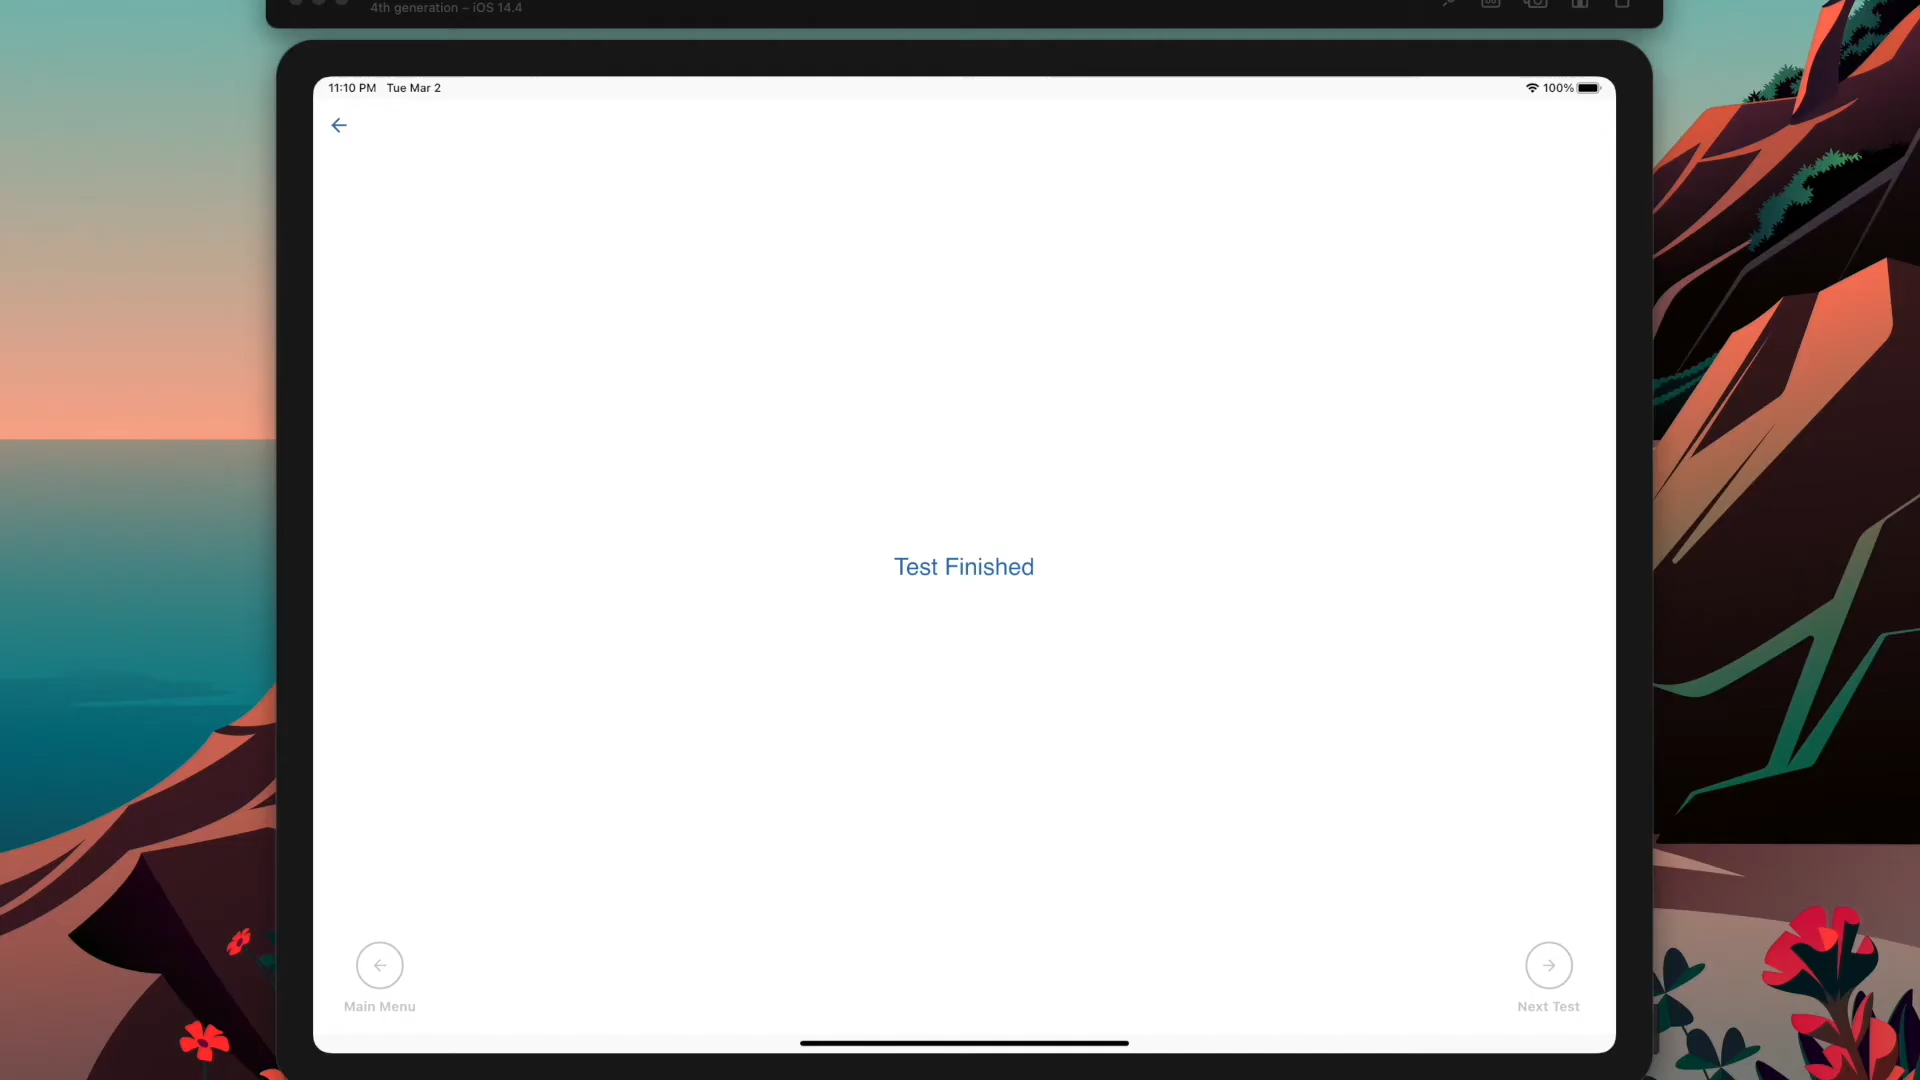 4th generation – iOS 14.4
11:10 PM Tue Mar 2
100%
Test Finished
Main Menu
Next Test